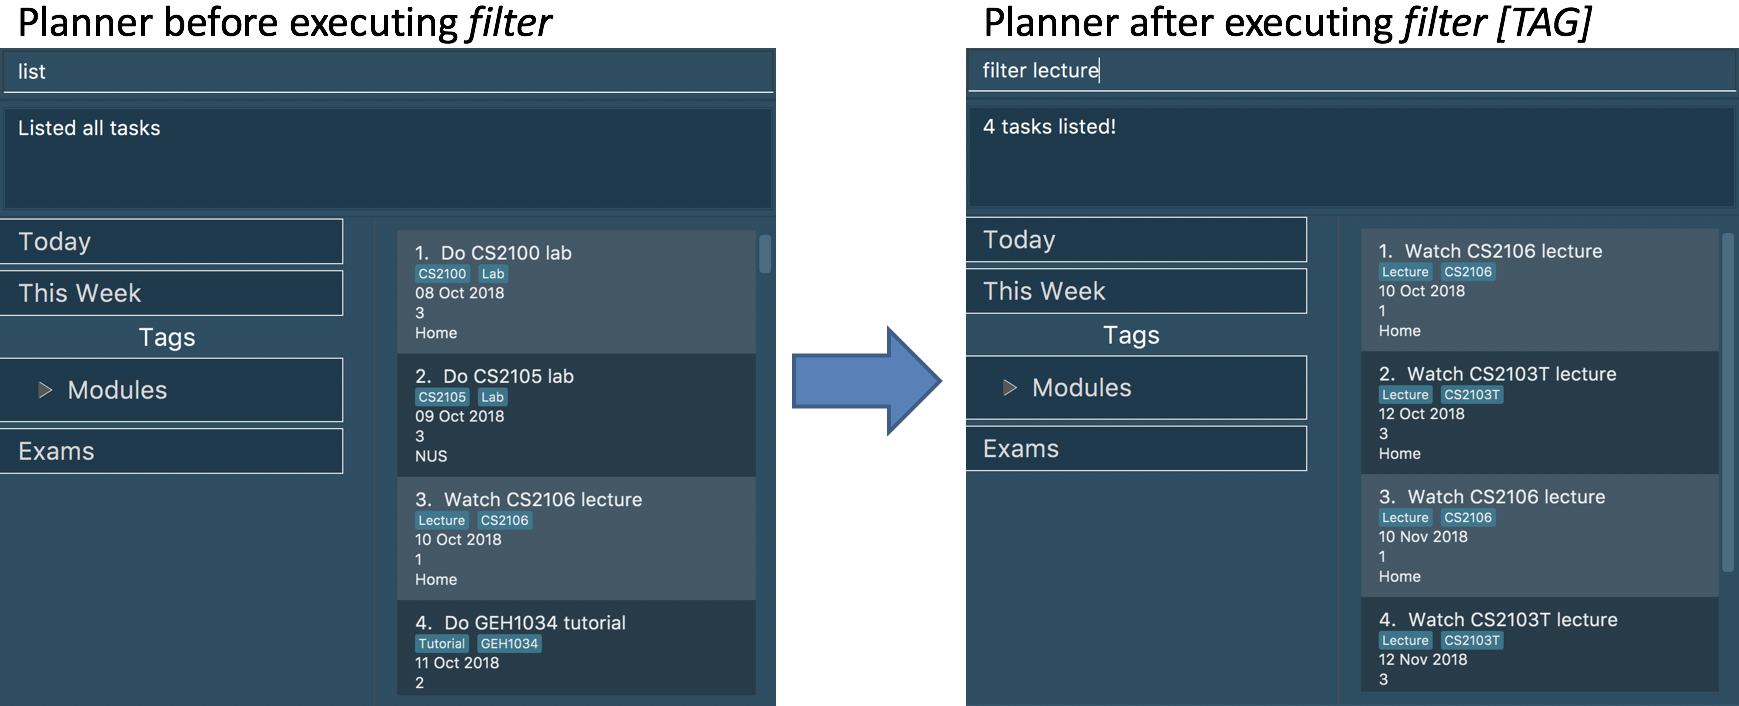 Planner before executing filter
list
Listed all tasks
Today
This Week
Tags
Modules
Exams
1. Do CS2100 lab
CS2100 Lab
08 Oct 2018
3
Home
2. Do CS2105 lab
CS2105 Lab
09 Oct 2018
3
NUS
3. Watch CS2106 lecture
Lecture CS2106
10 Oct 2018
1
Home
4. Do GEH1034 tutorial
Tutorial GEH1034
11 Oct 2018
2
Planner after executing filter [TAG]
filter lecture
4 tasks listed!
Today
This Week
Tags
Modules
Exams
1. Watch CS2106 lecture
Lecture CS2106
10 Oct 2018
1
Home
2. Watch CS2103T lecture
Lecture CS2103T
12 Oct 2018
3
Home
3. Watch CS2106 lecture
Lecture CS2106
10 Nov 2018
1
Home
4. Watch CS2103T lecture
Lecture CS2103T
12 Nov 2018
3